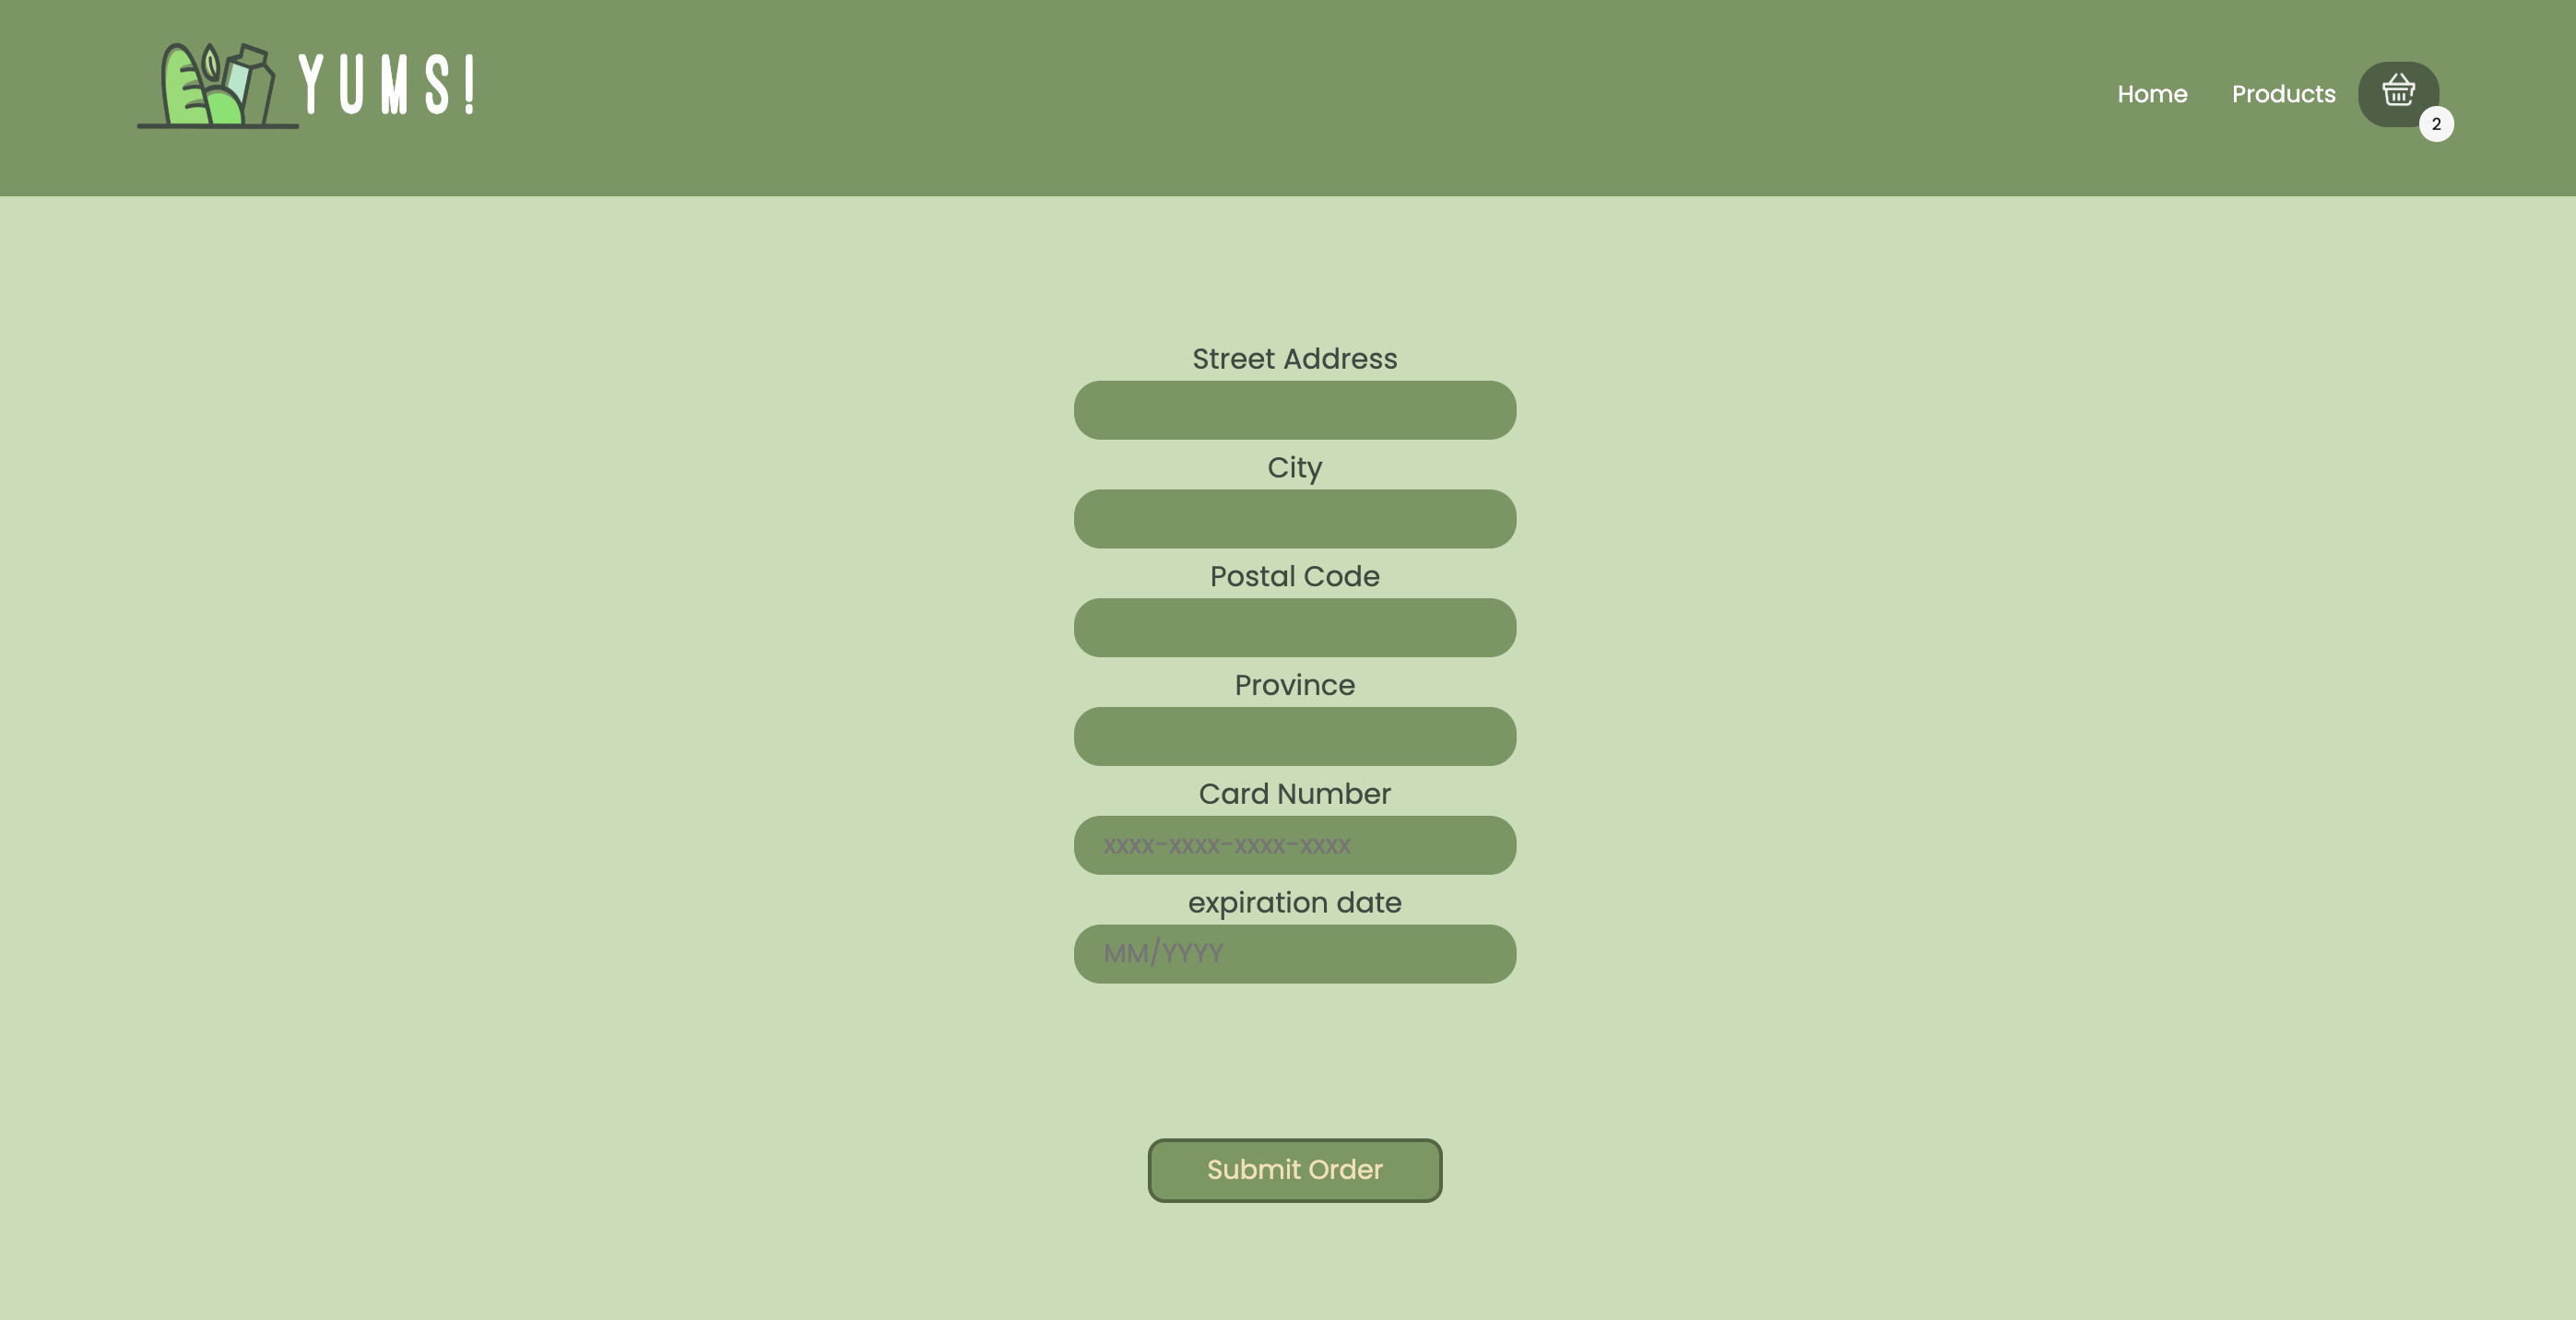 YUMS!
Home
Products
2
Street Address
City
Postal Code
Province
Card Number
xxxx-xxxx-xxxx-xxxx
expiration date
MM/YYYY
Submit Order